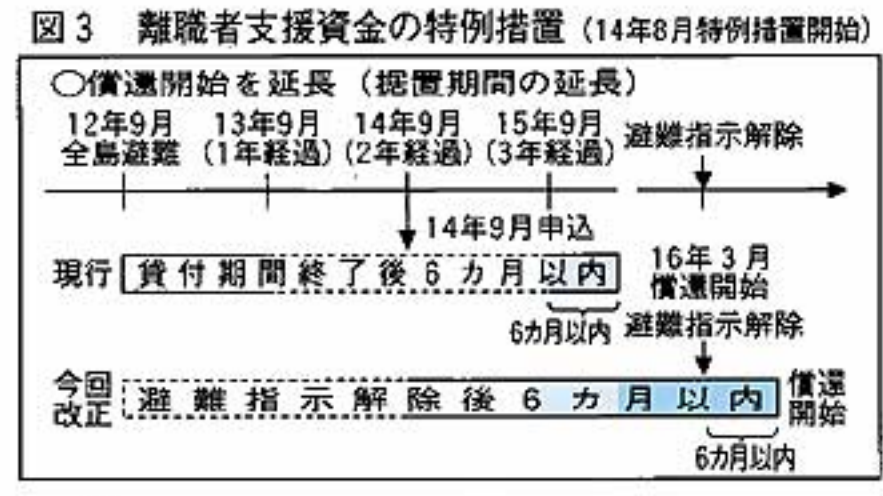 図3 離職者支援資金の特例措置(14年8月特例措置開始)
○償還開始を延長(据置期間の延長)
12年9月 13年9月 14年9月 15年9月 避難指示解除
全島避難 (1年経過)(2年経過)(3年経過)
14年9月申込
現行 貸付期間終了後6カ月以内 16年3月
償還開始
6カ月以内 避難指示解除
今回
改正 避難指示解除後6カ月以内 償還
開始
6カ月以内